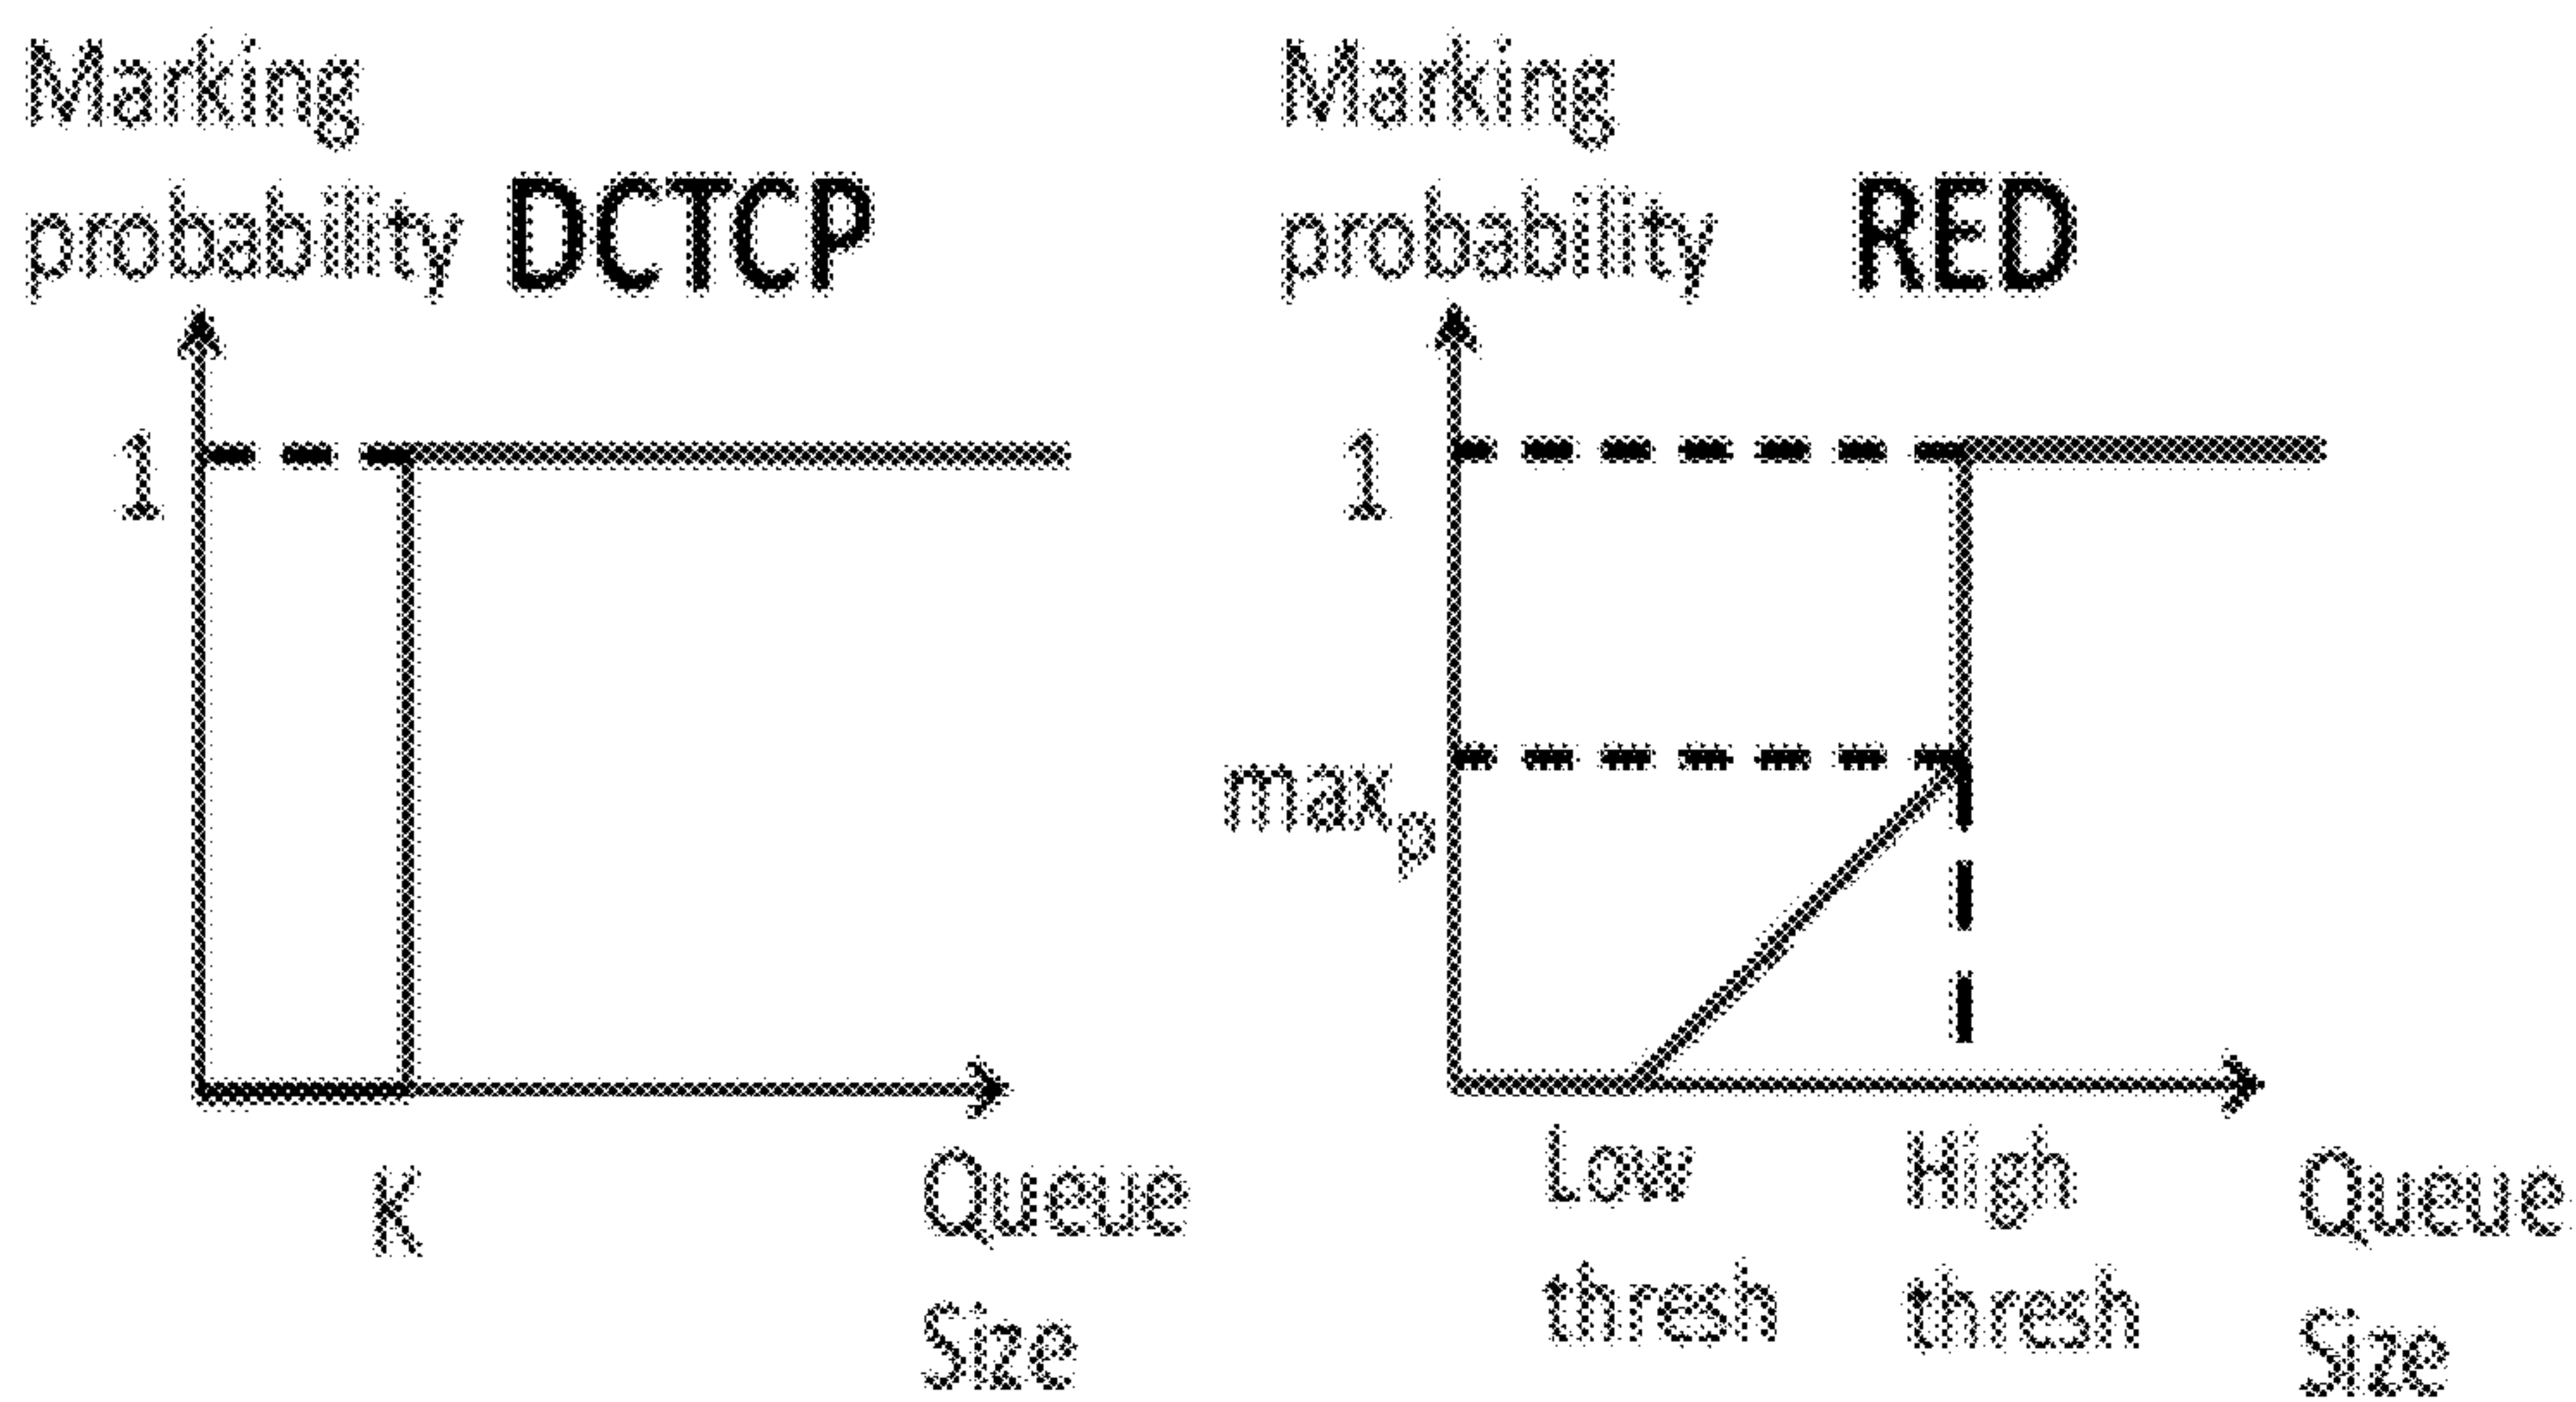 Marking
probability DCTCP
1
K
Queue
Size
Marking
probability RED
1
maxp
Low
thresh
High
thresh
Queue
Size